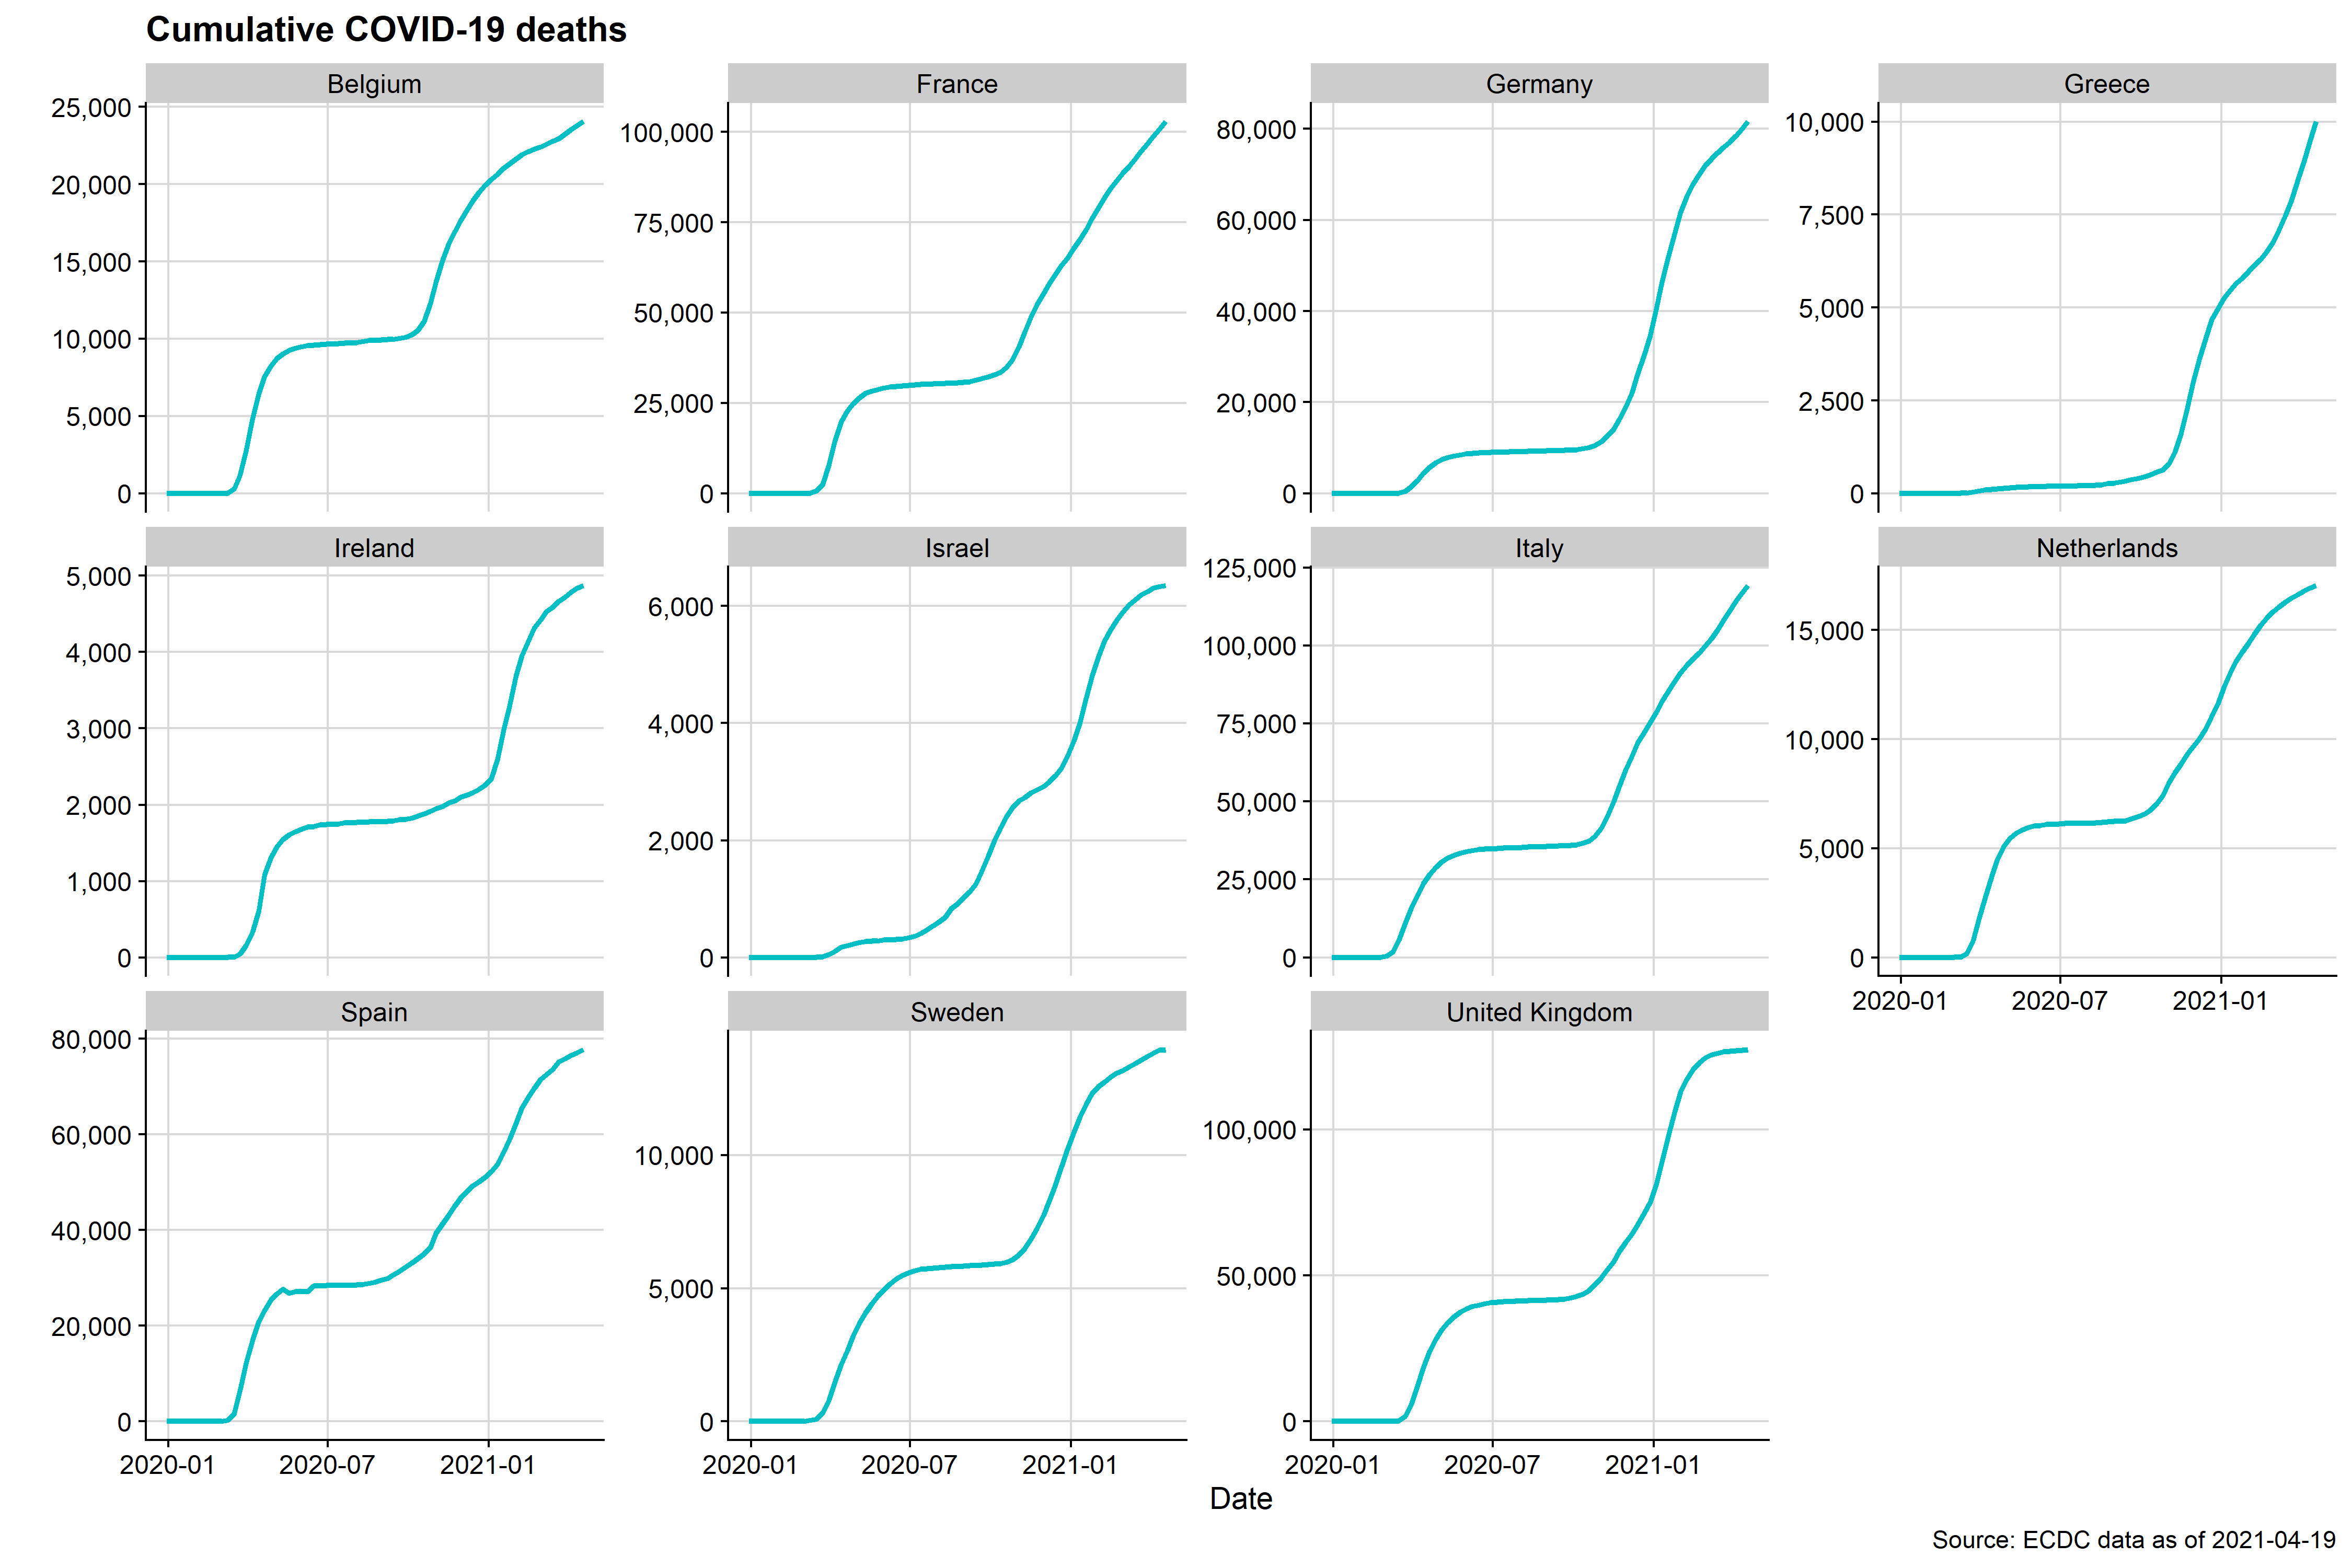 Cumulative COVID-19 deaths
Belgium
25,000
20,000
15,000
10,000
5,000
0
France
100,000
75,000
50,000
25,000
0
Germany
80,000
60,000
40,000
20,000
0
Greece
10,000
7,500
5,000
2,500
0
Ireland
5,000
4,000
3,000
2,000
1,000
0
Israel
6,000
4,000
2,000
0
Italy
125,000
100,000
75,000
50,000
25,000
0
Netherlands
15,000
10,000
5,000
0
2020-01 2020-07 2021-01
Spain
80,000
60,000
40,000
20,000
0
2020-01 2020-07 2021-01
Sweden
10,000
5,000
0
2020-01 2020-07 2021-01
United Kingdom
100,000
50,000
0
2020-01 2020-07 2021-01
Date
Source: ECDC data as of 2021-04-19